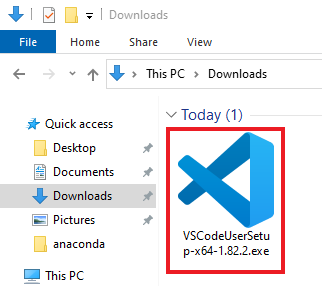 Downloads
File
Home
Share
View
This PC
Downloads
Today (1)
Quick access
Desktop
Documents
Downloads
Pictures
anaconda
This PC
VSCodeUserSetu
p-x64-1.82.2.exe